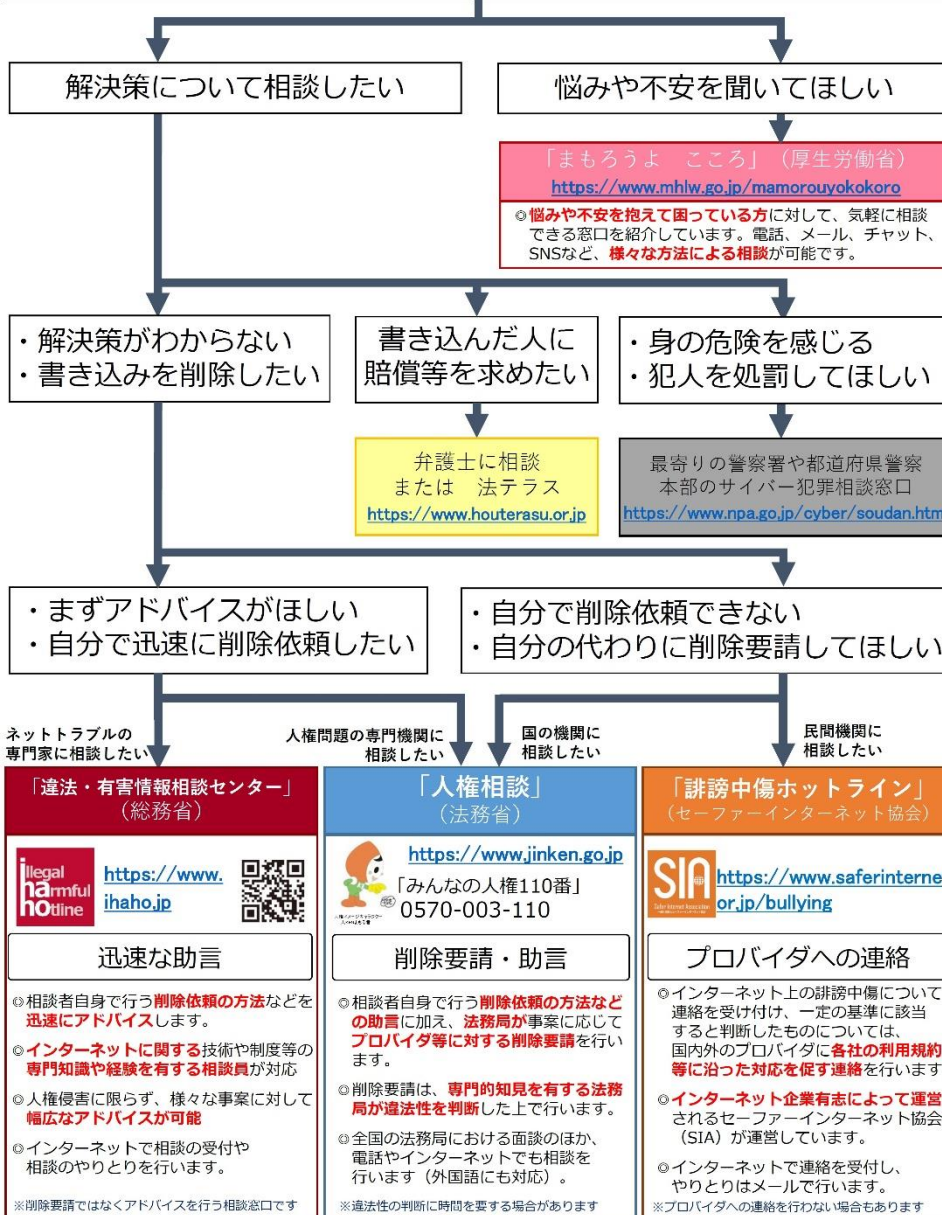 解決策について相談したい
悩みや不安を聞いてほしい
「まもろうよ　こころ」（厚生労働省）
https://www.mhlw.go.jp/mamorouyokokoro
◎悩みや不安を抱えて困っている方に対して、気軽に相談
できる窓口を紹介しています。電話、メール、チャット、
SNSなど、様々な方法による相談が可能です。
・解決策がわからない
・書き込みを削除したい
書き込んだ人に
賠償等を求めたい
・身の危険を感じる
・犯人を処罰してほしい
弁護士に相談
または　法テラス
https://www.houterasu.or.jp
最寄りの警察署や都道府県警察
本部のサイバー犯罪相談窓口
https://www.npa.go.jp/cyber/soudan.htm
・まずアドバイスがほしい
・自分で迅速に削除依頼したい
・自分で削除依頼できない
・自分の代わりに削除要請してほしい
ネットトラブルの
専門家に相談したい
人権問題の専門機関に
相談したい
国の機関に
相談したい
民間機関に
相談したい
「違法・有害情報相談センター」
（総務省）
illegal
harmful
hotline
https://www.
ihaho.jp
迅速な助言
◎相談者自身で行う削除依頼の方法などを
迅速にアドバイスします。
◎インターネットに関する技術や制度等の
専門知識や経験を有する相談員が対応
◎人権侵害に限らず、様々な事案に対して
幅広なアドバイスが可能
◎インターネットで相談の受付や
相談のやりとりを行います。
※削除要請ではなくアドバイスを行う相談窓口です
「人権相談」
（法務省）
https://www.jinken.go.jp
「みんなの人権110番」
0570-003-110
削除要請・助言
◎相談者自身で行う削除依頼の方法など
の助言に加え、法務局が事案に応じて
プロバイダ等に対する削除要請を行い
ます。
◎削除要請は、専門的知見を有する法務
局が違法性を判断した上で行います。
◎全国の法務局における面談のほか、
電話やインターネットでも相談を
行います（外国語にも対応）。
※違法性の判断に時間を要する場合があります
「誹謗中傷ホットライン」
（セーファーインターネット協会）
SIA
Safer Internet Association
https://www.saferinterne
or.jp/bullying
プロバイダへの連絡
◎インターネット上の誹謗中傷について
連絡を受け付け、一定の基準に該当
すると判断したものについては、
国内外のプロバイダに各社の利用規約
等に沿った対応を促す連絡を行います
◎インターネット企業有志によって運営
されるセーファーインターネット協会
（SIA）が運営しています。
◎インターネットで連絡を受付し、
やりとりはメールで行います。
※プロバイダへの連絡を行わない場合もあります